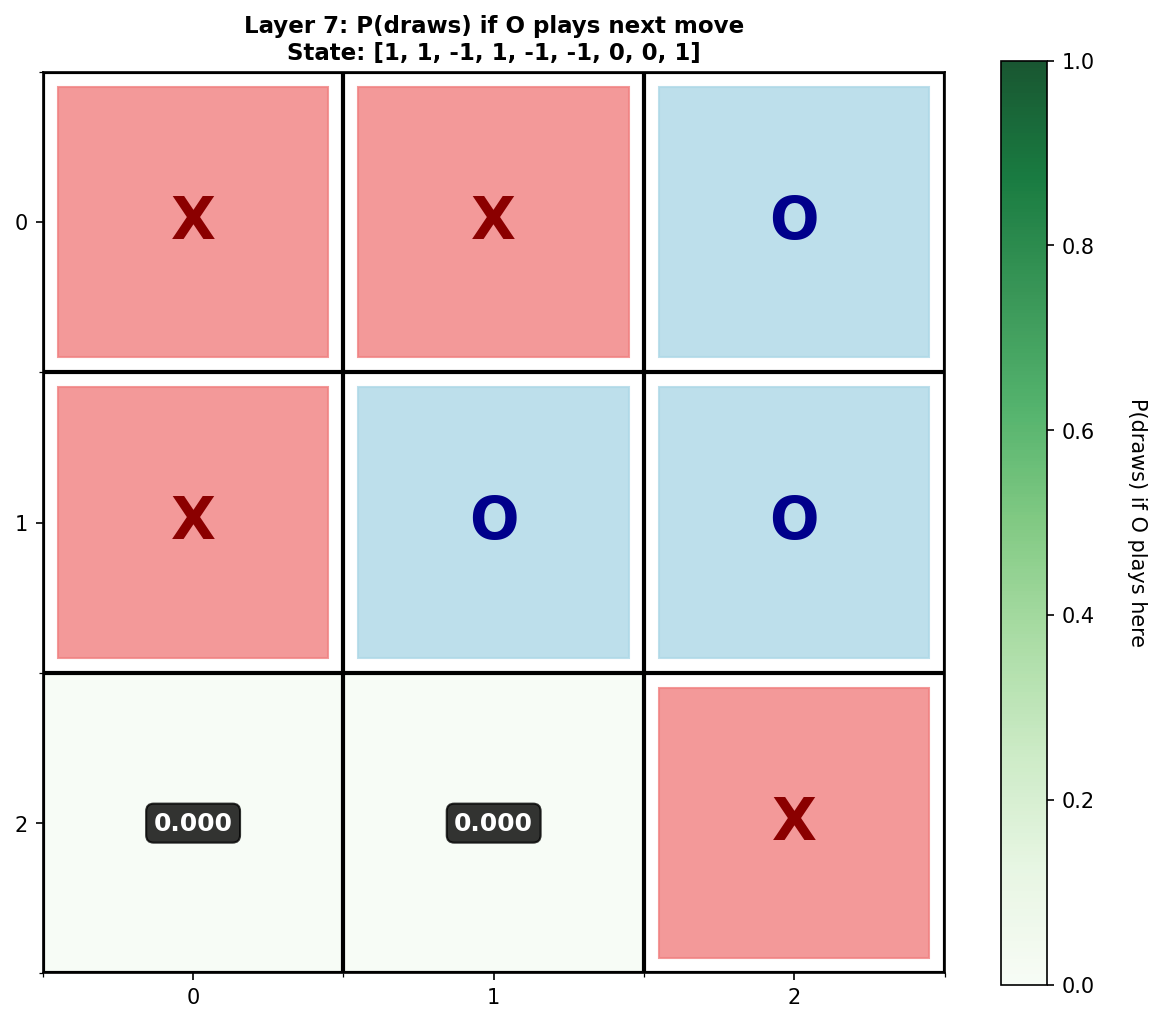 Layer 7: P(draws) if O plays next move
State: [1, 1, -1, 1, -1, -1, 0, 0, 1]
X X O
X O O
0.000 0.000 X
0
1
2
0 1 2
1.0
0.8
0.6
0.4
0.2
0.0
P(draws) if O plays here